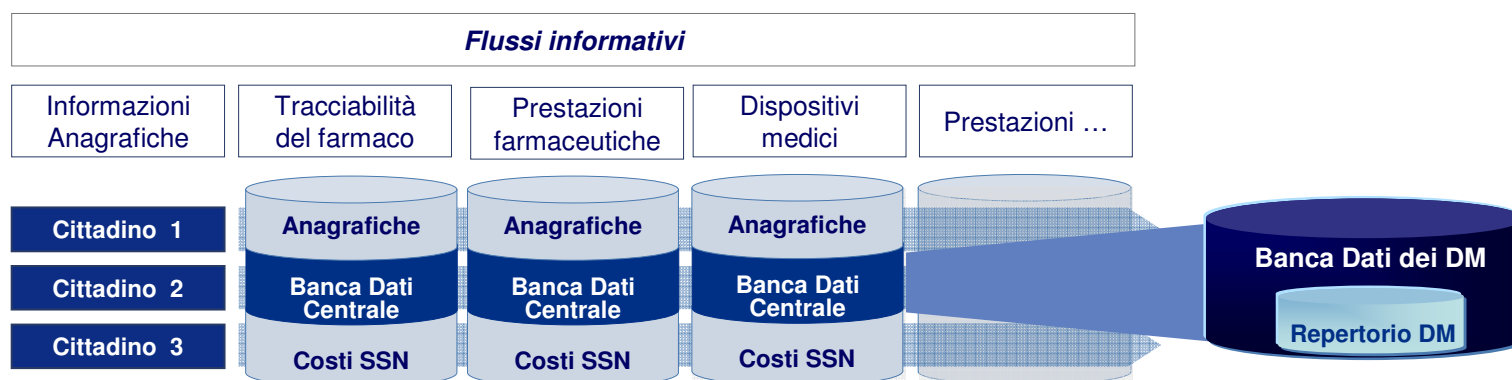 Flussi informativi
Informazioni
Anagrafiche
Tracciabilità
del farmaco
Prestazioni
farmaceutiche
Dispositivi
medici
Prestazioni …
Cittadino 1
Anagrafiche
Anagrafiche
Anagrafiche
Cittadino 2
Banca Dati
Centrale
Banca Dati
Centrale
Banca Dati
Centrale
Cittadino 3
Costi SSN
Costi SSN
Costi SSN
Banca Dati dei DM
Repertorio DM